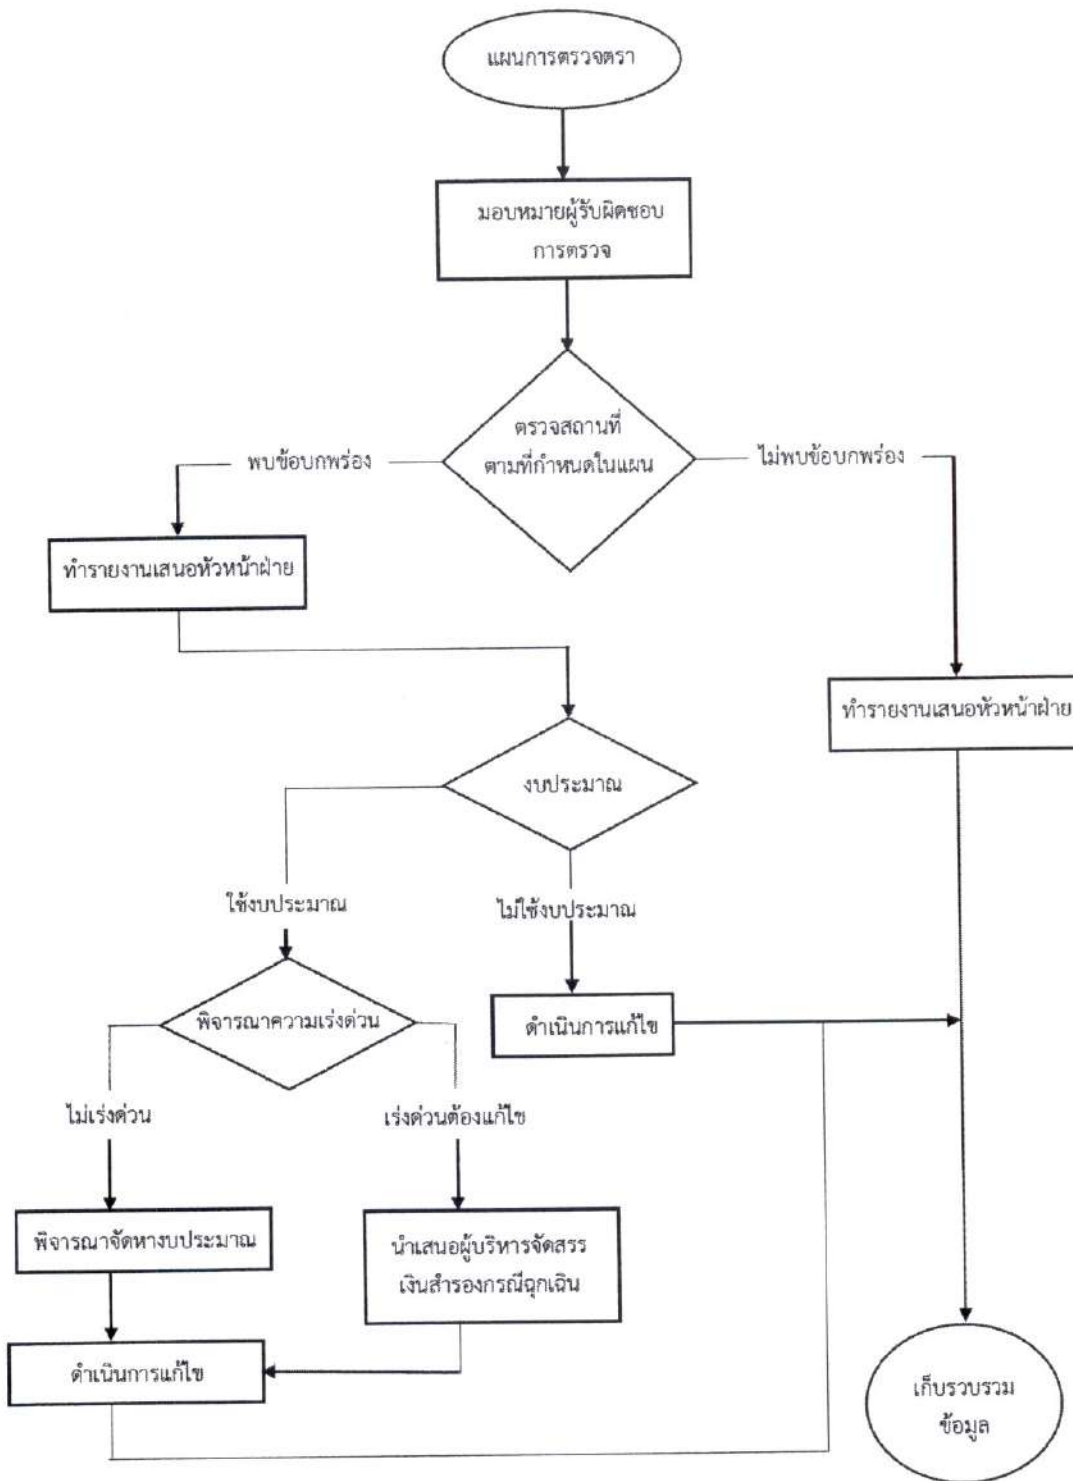 แผนการตรวจตรา
มอบหมายผู้รับผิดชอบ
การตรวจ
ตรวจสถานที่
ตามที่กำหนดในแผน
พบข้อบกพร่อง
ไม่พบข้อบกพร่อง
ทำรายงานเสนอหัวหน้าฝ่าย
ทำรายงานเสนอหัวหน้าฝ่าย
งบประมาณ
ใช้งบประมาณ
ไม่ใช้งบประมาณ
พิจารณาความเร่งด่วน
ดำเนินการแก้ไข
ไม่เร่งด่วน
เร่งด่วนต้องแก้ไข
พิจารณาจัดหางบประมาณ
นำเสนอผู้บริหารจัดสรร
เงินสำรองกรณีฉุกเฉิน
ดำเนินการแก้ไข
เก็บรวบรวม
ข้อมูล